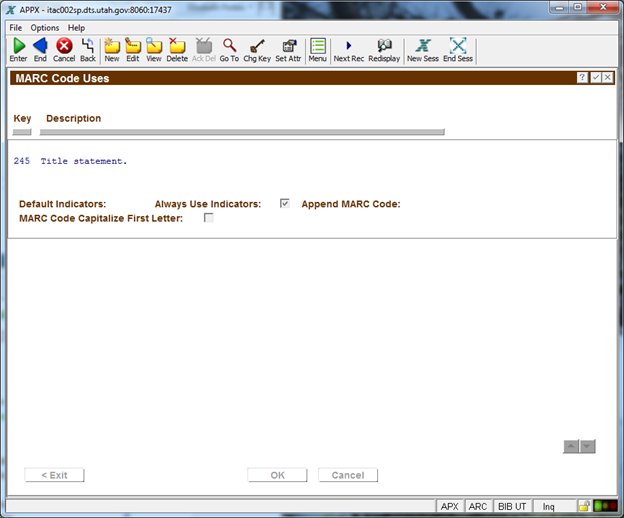 APPX - itac002sp.dts.utah.gov:8060:17437
File Options Help
Enter End Cancel Back New Edit View Delete Ack Del Go To Chg Key Set Attr Menu Next Rec Redisplay New Sess End Sess
MARC Code Uses
Key Description
245 Title statement.
Default Indicators: Always Use Indicators: Append MARC Code:
MARC Code Capitalize First Letter:
< Exit OK Cancel
APX ARC BIB UT Inq